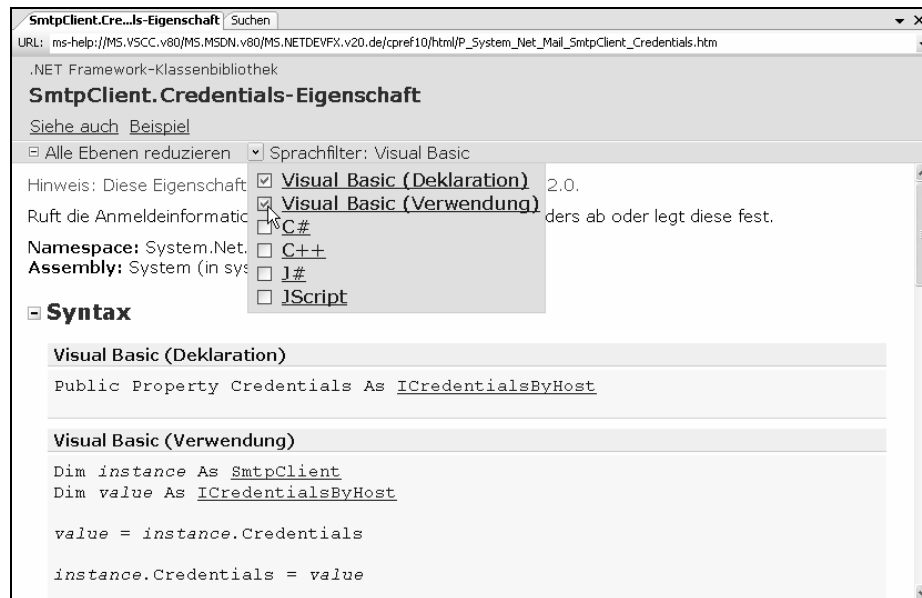 SmtpClient.Cre...ls-Eigenschaft Suchen
URL: ms-help://MS.VSCC.v80/MS.MSDN.v80/MS.NETDEVFX.v20.de/cpref10/html/P_System_Net_Mail_SmtpClient_Credentials.htm
.NET Framework-Klassenbibliothek
SmtpClient.Credentials-Eigenschaft
Siehe auch Beispiel
Alle Ebenen reduzieren Sprachfilter: Visual Basic
Visual Basic (Deklaration)
Visual Basic (Verwendung)
C#
C++
J#
JScript
Hinweis: Diese Eigenschaft 2.0.
Ruft die Anmeldeinformatic ders ab oder legt diese fest.
Namespace: System.Net.
Assembly: System (in sys
Syntax
Visual Basic (Deklaration)
Public Property Credentials As ICredentialsByHost
Visual Basic (Verwendung)
Dim instance As SmtpClient
Dim value As ICredentialsByHost
value = instance.Credentials
instance.Credentials = value